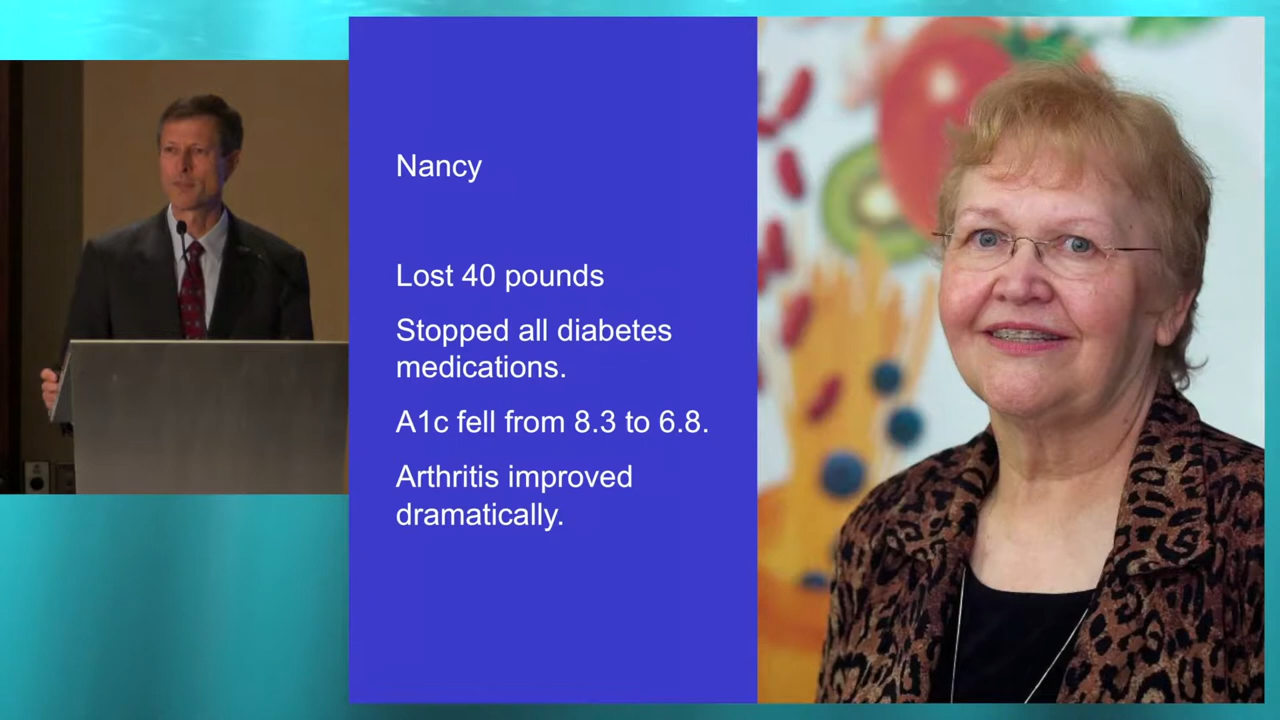 Nancy
Lost 40 pounds
Stopped all diabetes
medications.
A1c fell from 8.3 to 6.8.
Arthritis improved
dramatically.